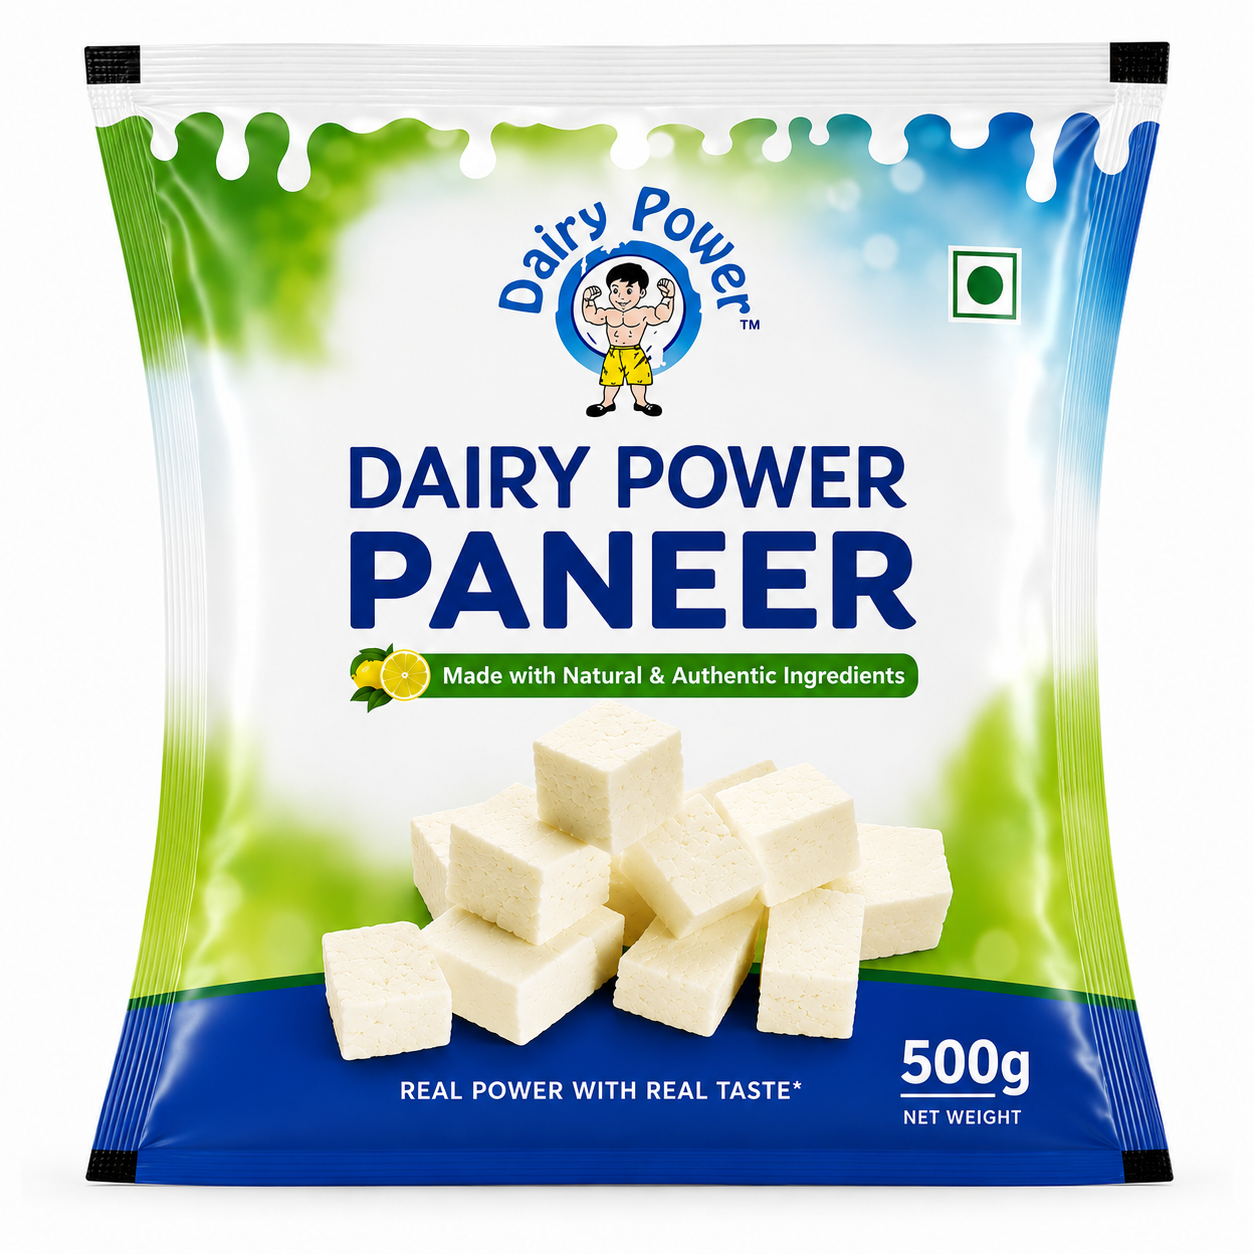 Dairy Power
TM
DAIRY POWER
PANEER
Made with Natural & Authentic Ingredients
REAL POWER WITH REAL TASTE*
500g
NET WEIGHT